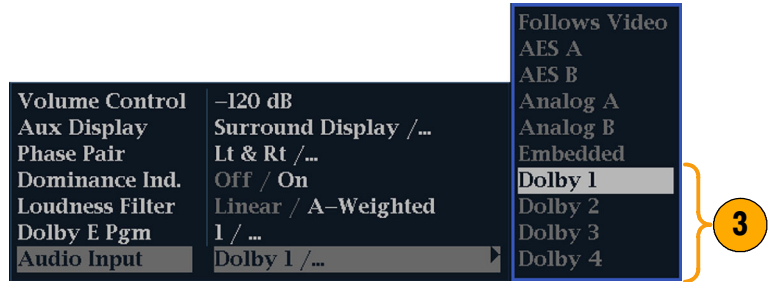 Volume Control –120 dB
Aux Display Surround Display /...
Phase Pair Lt & Rt /...
Dominance Ind. Off / On
Loudness Filter Linear / A–Weighted
Dolby E Pgm 1 / ...
Audio Input Dolby 1 /...
Follows Video
AES A
AES B
Analog A
Analog B
Embedded
Dolby 1
Dolby 2
Dolby 3
Dolby 4
3